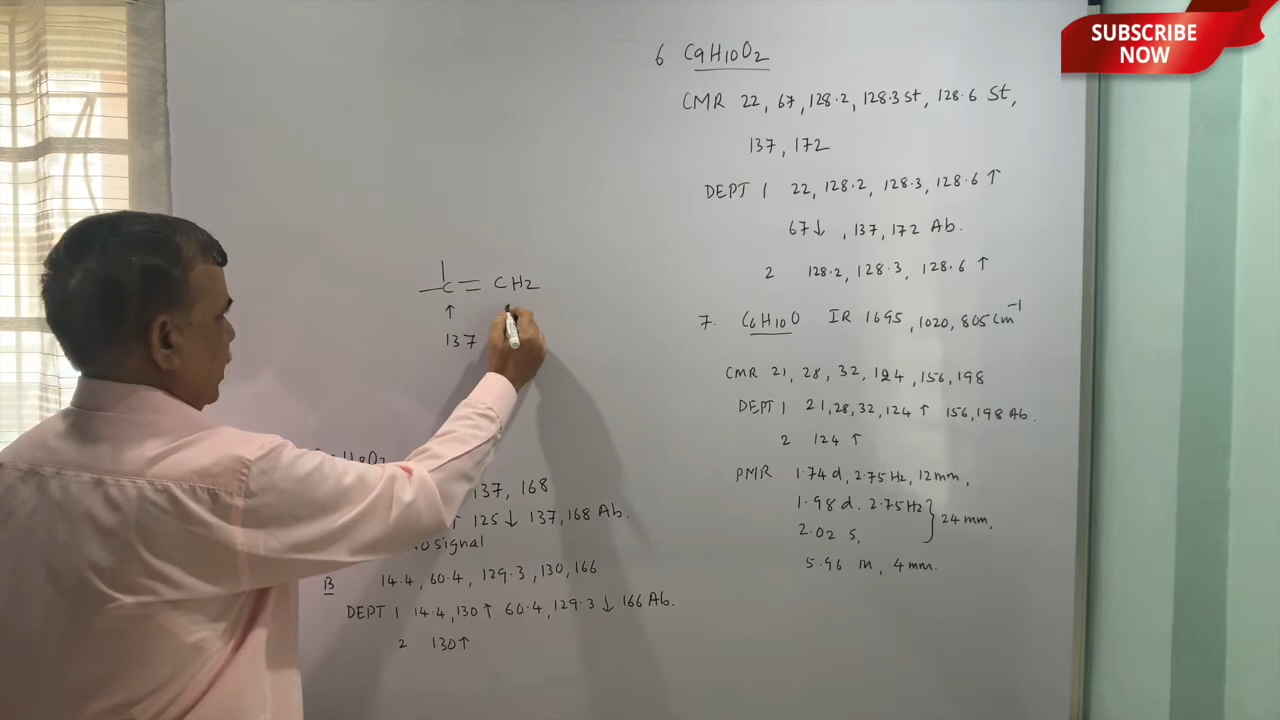 SUBSCRIBE
NOW
6 C9H10O2
CMR 22, 67, 128.2, 128.3 st, 128.6 St,
137, 172
DEPT 1 22, 128.2, 128.3, 128.6 ↑
67 ↓, 137, 172 Ab.
2 128.2, 128.3, 128.6 ↑
7. C6H10O IR 1695, 1020, 805 cm⁻¹
CMR 21, 28, 32, 124, 156, 198
DEPT 1 21, 28, 32, 124 ↑ 156, 198 Ab.
2 124 ↑
PMR 1.74 d, 2.75 Hz, 12 mm,
1.98 d. 2.75 Hz } 24 mm,
2.02 s,
5.96 m, 4 mm.
C = CH2
↑
137
H8O2
137, 168
↑ 125 ↓ 137, 168 Ab.
signal
B 14.4, 60.4, 129.3, 130, 166
DEPT 1 14.4, 130 ↑ 60.4, 129.3 ↓ 166 Ab.
2 130 ↑